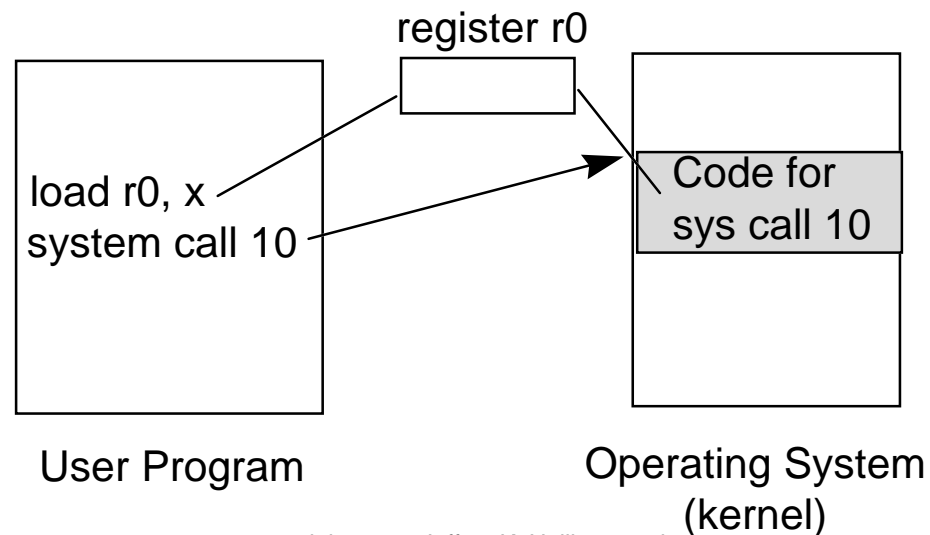 register r0
load r0, x
system call 10
Code for
sys call 10
User Program
Operating System
(kernel)